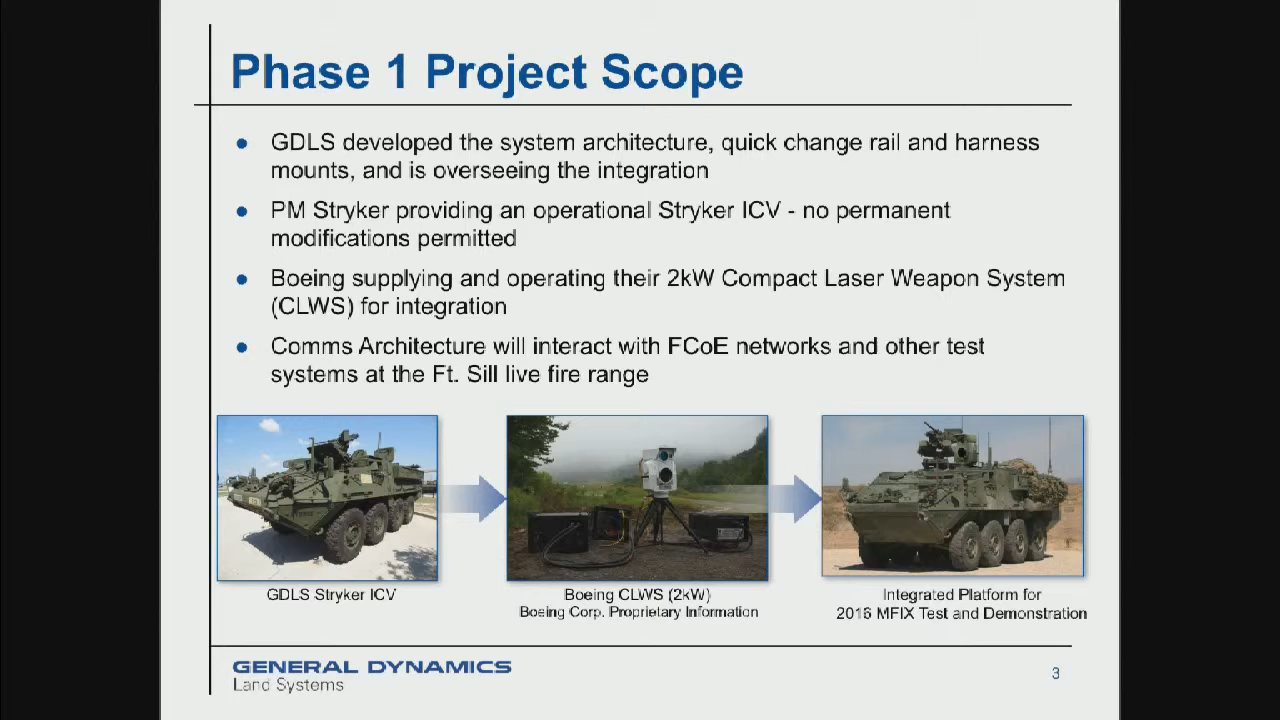 Phase 1 Project Scope
● GDLS developed the system architecture, quick change rail and harness
mounts, and is overseeing the integration
● PM Stryker providing an operational Stryker ICV - no permanent
modifications permitted
● Boeing supplying and operating their 2kW Compact Laser Weapon System
(CLWS) for integration
● Comms Architecture will interact with FCoE networks and other test
systems at the Ft. Sill live fire range
GDLS Stryker ICV
Boeing CLWS (2kW)
Boeing Corp. Proprietary Information
Integrated Platform for
2016 MFIX Test and Demonstration
GENERAL DYNAMICS
Land Systems
3